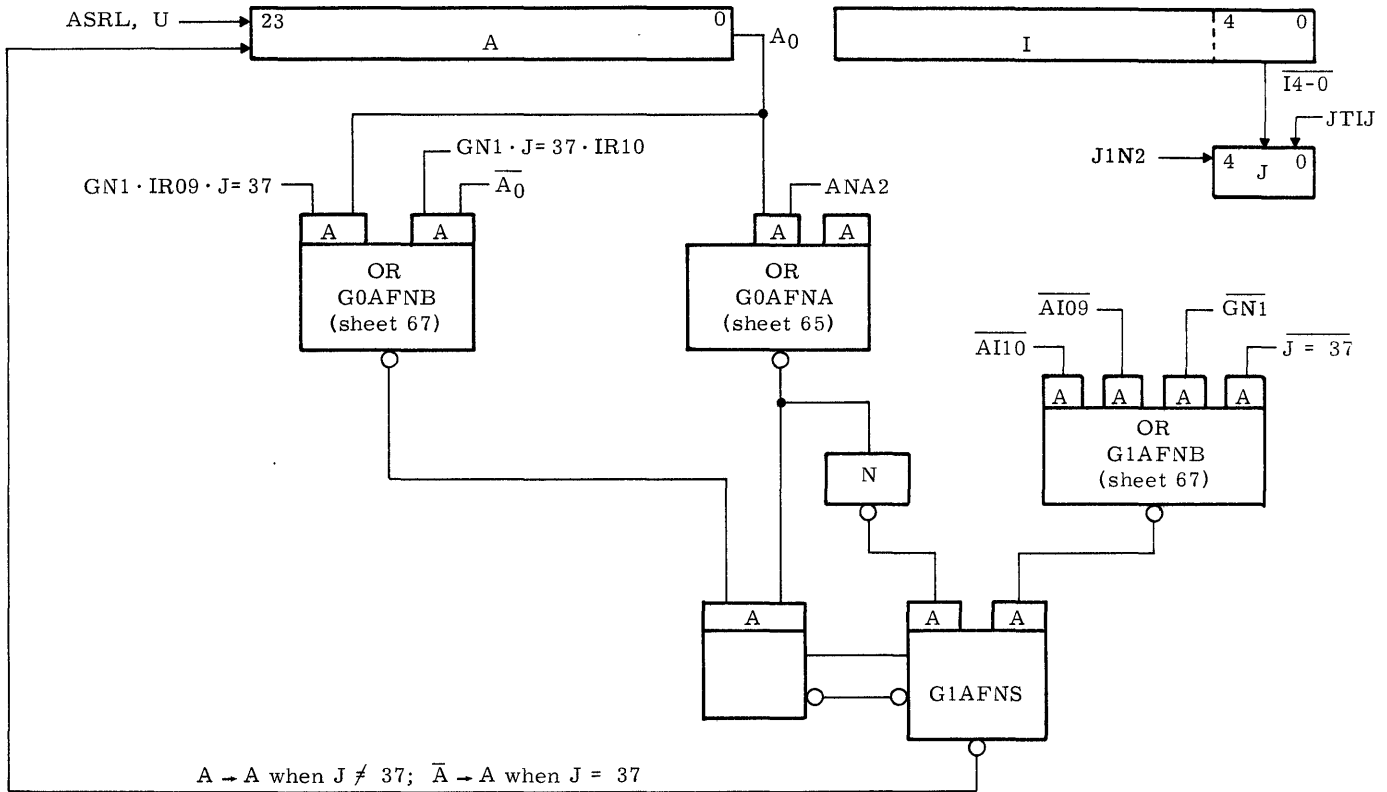 ASRL, U
23
0
A
A₀
4
0
I
I4-0
JTIJ
J1N2
4
J
0
GN1 · J= 37 · IR10
GN1 · IR09 · J= 37
A₀
ANA2
A
A
A
A
OR
G0AFNB
(sheet 67)
OR
G0AFNA
(sheet 65)
AI09
GN1
AI10
J = 37
A
A
A
A
OR
G1AFNB
(sheet 67)
N
A
A
A
G1AFNS
A → A when J ≠ 37; A̅ → A when J = 37